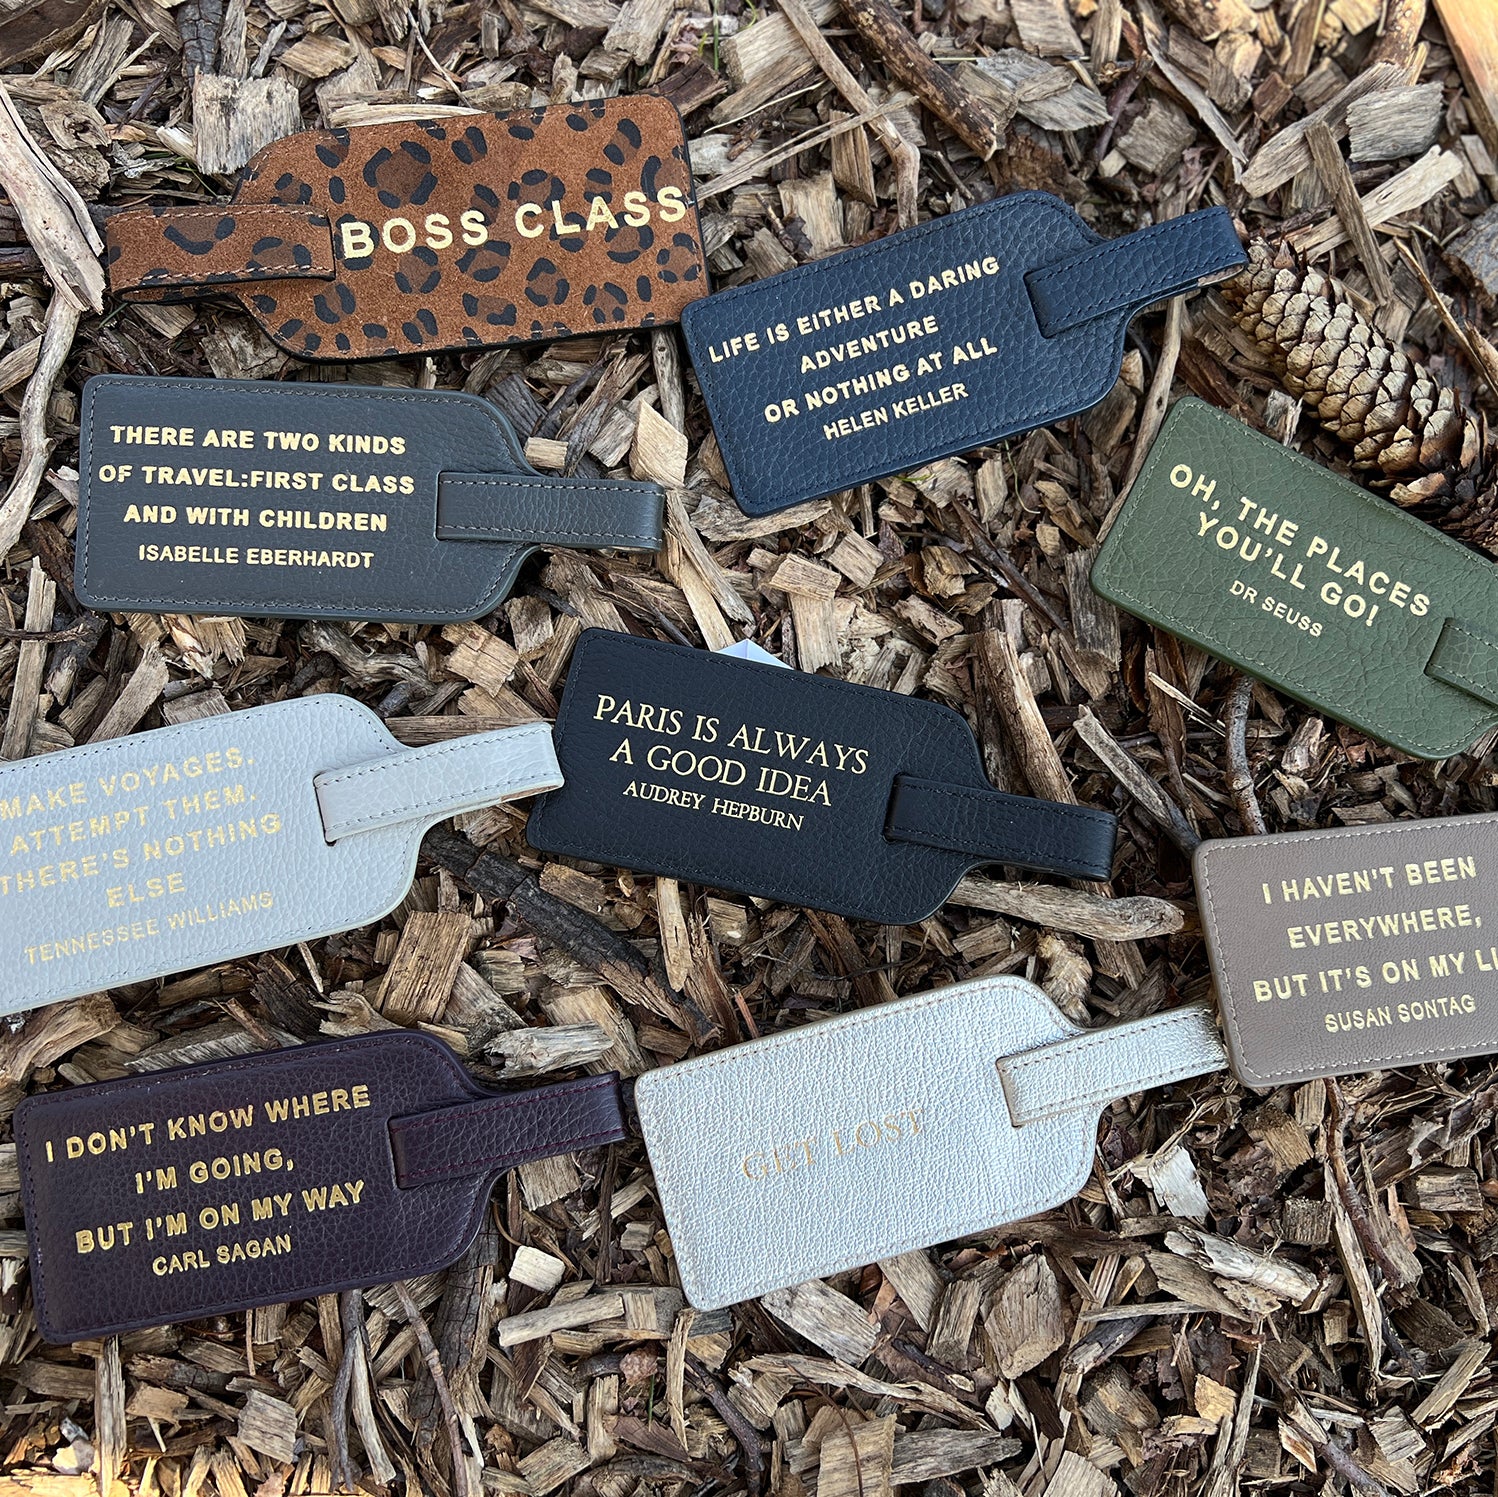 BOSS CLASS
LIFE IS EITHER A DARING
ADVENTURE
OR NOTHING AT ALL
HELEN KELLER
THERE ARE TWO KINDS
OF TRAVEL:FIRST CLASS
AND WITH CHILDREN
ISABELLE EBERHARDT
OH, THE PLACES
YOU'LL GO!
DR SEUSS
PARIS IS ALWAYS
A GOOD IDEA
AUDREY HEPBURN
MAKE VOYAGES.
ATTEMPT THEM.
THERE'S NOTHING
ELSE
TENNESSEE WILLIAMS
I HAVEN'T BEEN
EVERYWHERE,
BUT IT'S ON MY
SUSAN SONTAG
I DON'T KNOW WHERE
I'M GOING,
BUT I'M ON MY WAY
CARL SAGAN
GET LOST